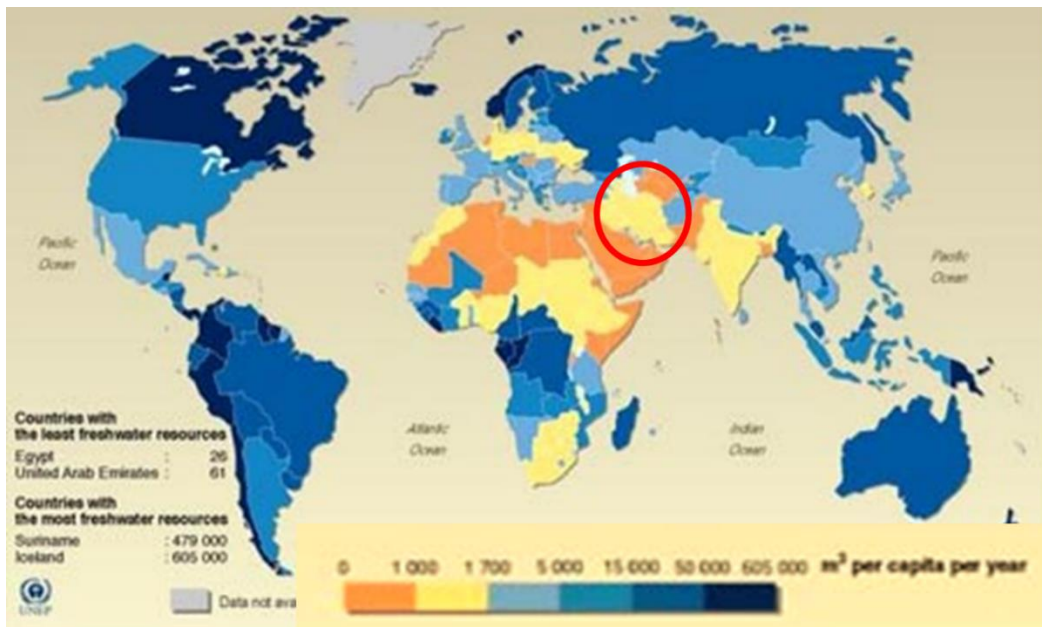 Pacific
Ocean
Pacific
Ocean
Atlantic
Ocean
Indian
Ocean
Countries with
the least freshwater resources
Egypt : 26
United Arab Emirates : 61
Countries with
the most freshwater resources
Suriname : 479 000
Iceland : 605 000
UNEP
Data not ava
0 1 000 1 700 5 000 15 000 50 000 605 000 m³ per capita per year